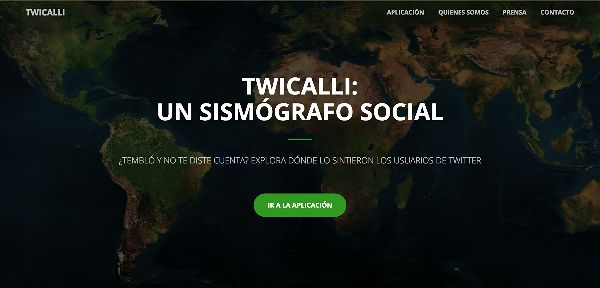 TWICALLI
APLICACIÓN QUIENES SOMOS PRENSA CONTACTO
TWICALLI:
UN SISMÓGRAFO SOCIAL
¿TEMBLÓ Y NO TE DISTE CUENTA? EXPLORA DÓNDE LO SINTIERON LOS USUARIOS DE TWITTER
IR A LA APLICACIÓN